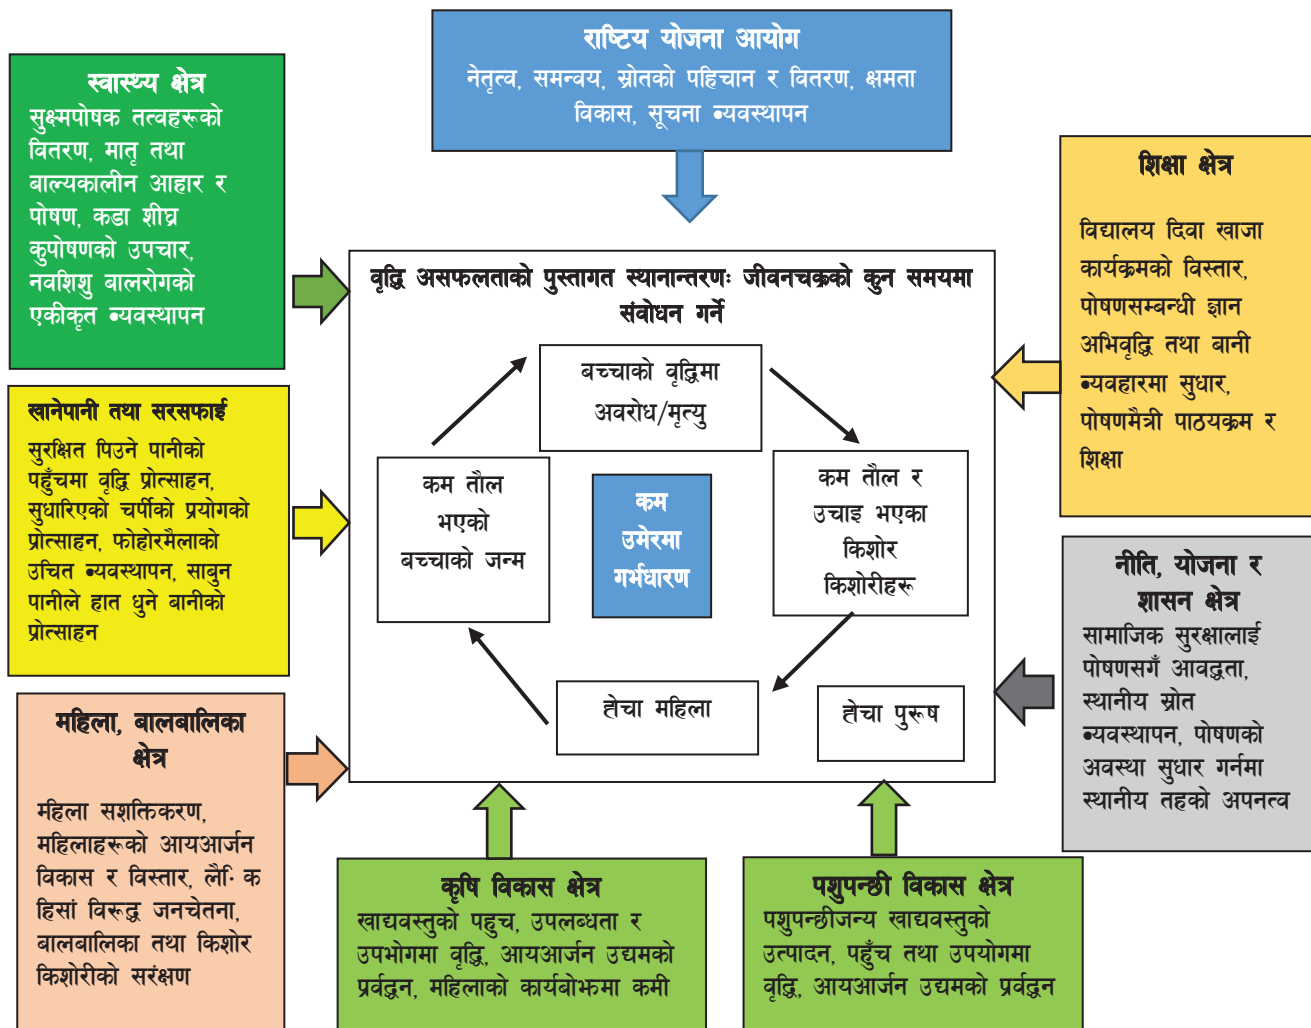 राष्ट्रिय योजना आयोग
नेतृत्व, समन्वय, स्रोतको पहिचान र वितरण, क्षमता
विकास, सूचना व्यवस्थापन
स्वास्थ्य क्षेत्र
सुक्ष्मपोषक तत्वहरूको
वितरण, मातृ तथा
बाल्यकालीन आहार र
पोषण, कडा शीघ्र
कुपोषणको उपचार,
नवशिशु बालरोगको
एकीकृत व्यवस्थापन
शिक्षा क्षेत्र
विद्यालय दिवा खाजा
कार्यक्रमको विस्तार,
पोषणसम्बन्धी ज्ञान
अभिवृद्धि तथा बानी
व्यवहारमा सुधार,
पोषणमैत्री पाठयक्रम र
शिक्षा
वृद्धि असफलताको पुस्तागत स्थानान्तरणः जीवनचक्रको कुन समयमा
संवोधन गर्ने
बच्चाको वृद्धिमा
अवरोध/मृत्यु
कम तौल
भएको
बच्चाको जन्म
कम
उमेरमा
गर्भधारण
कम तौल र
उचाइ भएका
किशोर
किशोरीहरू
होचा महिला
होचा पुरूष
खानेपानी तथा सरसफाई
सुरक्षित पिउने पानीको
पहुँचमा वृद्धि प्रोत्साहन,
सुधारिएको चर्पीको प्रयोगको
प्रोत्साहन, फोहोरमैलाको
उचित व्यवस्थापन, साबुन
पानीले हात धुने बानीको
प्रोत्साहन
नीति, योजना र
शासन क्षेत्र
सामाजिक सुरक्षालाई
पोषणसगँ आवद्धता,
स्थानीय स्रोत
व्यवस्थापन, पोषणको
अवस्था सुधार गर्नमा
स्थानीय तहको अपनत्व
महिला, बालबालिका
क्षेत्र
महिला सशक्तिकरण,
महिलाहरूको आयआर्जन
विकास र विस्तार,
हिसां विरूद्ध जनचेतना,
बालबालिका तथा किशोर
किशोरीको सरंक्षण
कृषि विकास क्षेत्र
खाद्यवस्तुको पहुच, उपलब्धता र
उपभोगमा वृद्धि, आयआर्जन उद्यमको
प्रर्वद्धन, महिलाको कार्यबोझमा कमी
पशुपन्छी विकास क्षेत्र
पशुपन्छीजन्य खाद्यवस्तुको
उत्पादन, पहुँच तथा उपयोगमा
वृद्धि, आयआर्जन उद्यमको प्रर्वद्धन